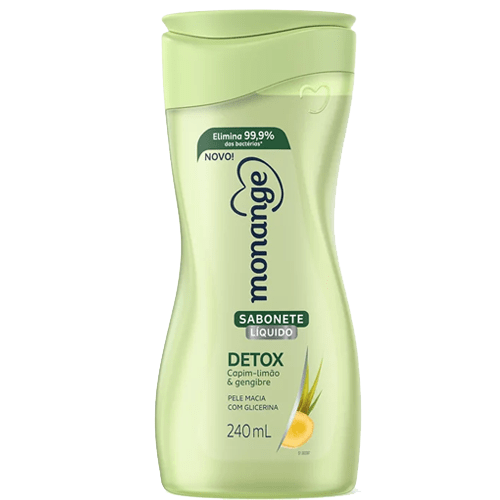 Elimina 99,9%
das bactérias*
NOVO!
monange
SABONETE
LÍQUIDO
DETOX
Capim-limão
& gengibre
PELE MACIA
COM GLICERINA
240 mL